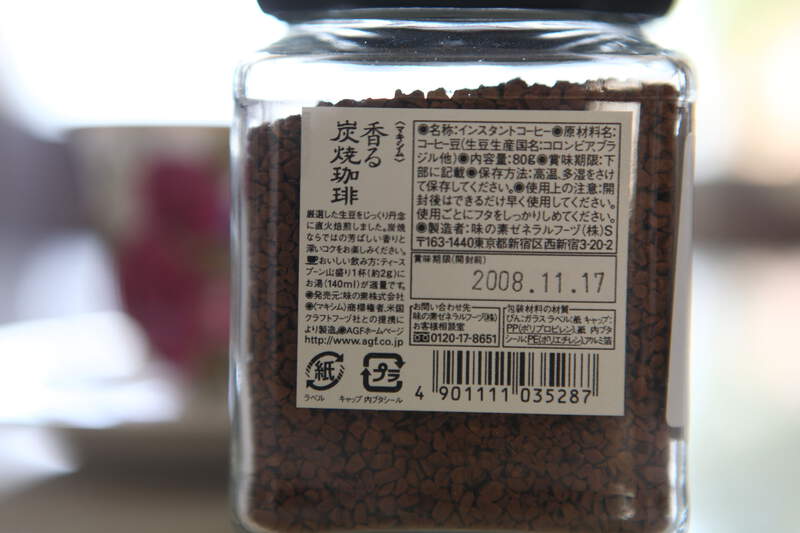 〈マキシム〉
香る
炭焼珈琲
厳選した生豆をじっくり丹念
に直火焙煎しました。炭焼
ならではの芳ばしい香りと
深いコクをお楽しみください。
おいしい飲み方:ティース
プーン山盛り1杯(約2g)に
お湯(140ml)が適量です。
●発売元:味の素株式会社
●〈マキシム〉商標権者、米国
クラフトフーヅ社との提携に
より製造。●AGFホームページ
http://www.agf.co.jp
紙
ラベル
プラ
キャップ 内ブタシール
●名称:インスタントコーヒー●原材料名:
コーヒー豆(生豆生産国名:コロンビア,ブラ
ジル他)●内容量:80g●賞味期限:下
部に記載●保存方法:高温、多湿をさけ
て保存してください。●使用上の注意:開
封後はできるだけ早く使用してください。
使用ごとにフタをしっかりしめてください。
●製造者:味の素ゼネラルフーヅ(株)S
〒163-1440東京都新宿区西新宿3-20-2
賞味期限(開封前)
2008.11.17
お問い合わせ先
味の素ゼネラルフーヅ(株)
お客様相談室
0120-17-8651
包装材料の材質
びん:ガラス ラベル:紙 キャップ:
PP(ポリプロピレン)、紙 内ブタ
シール:PE(ポリエチレン)、アルミ箔
4 901111 035287